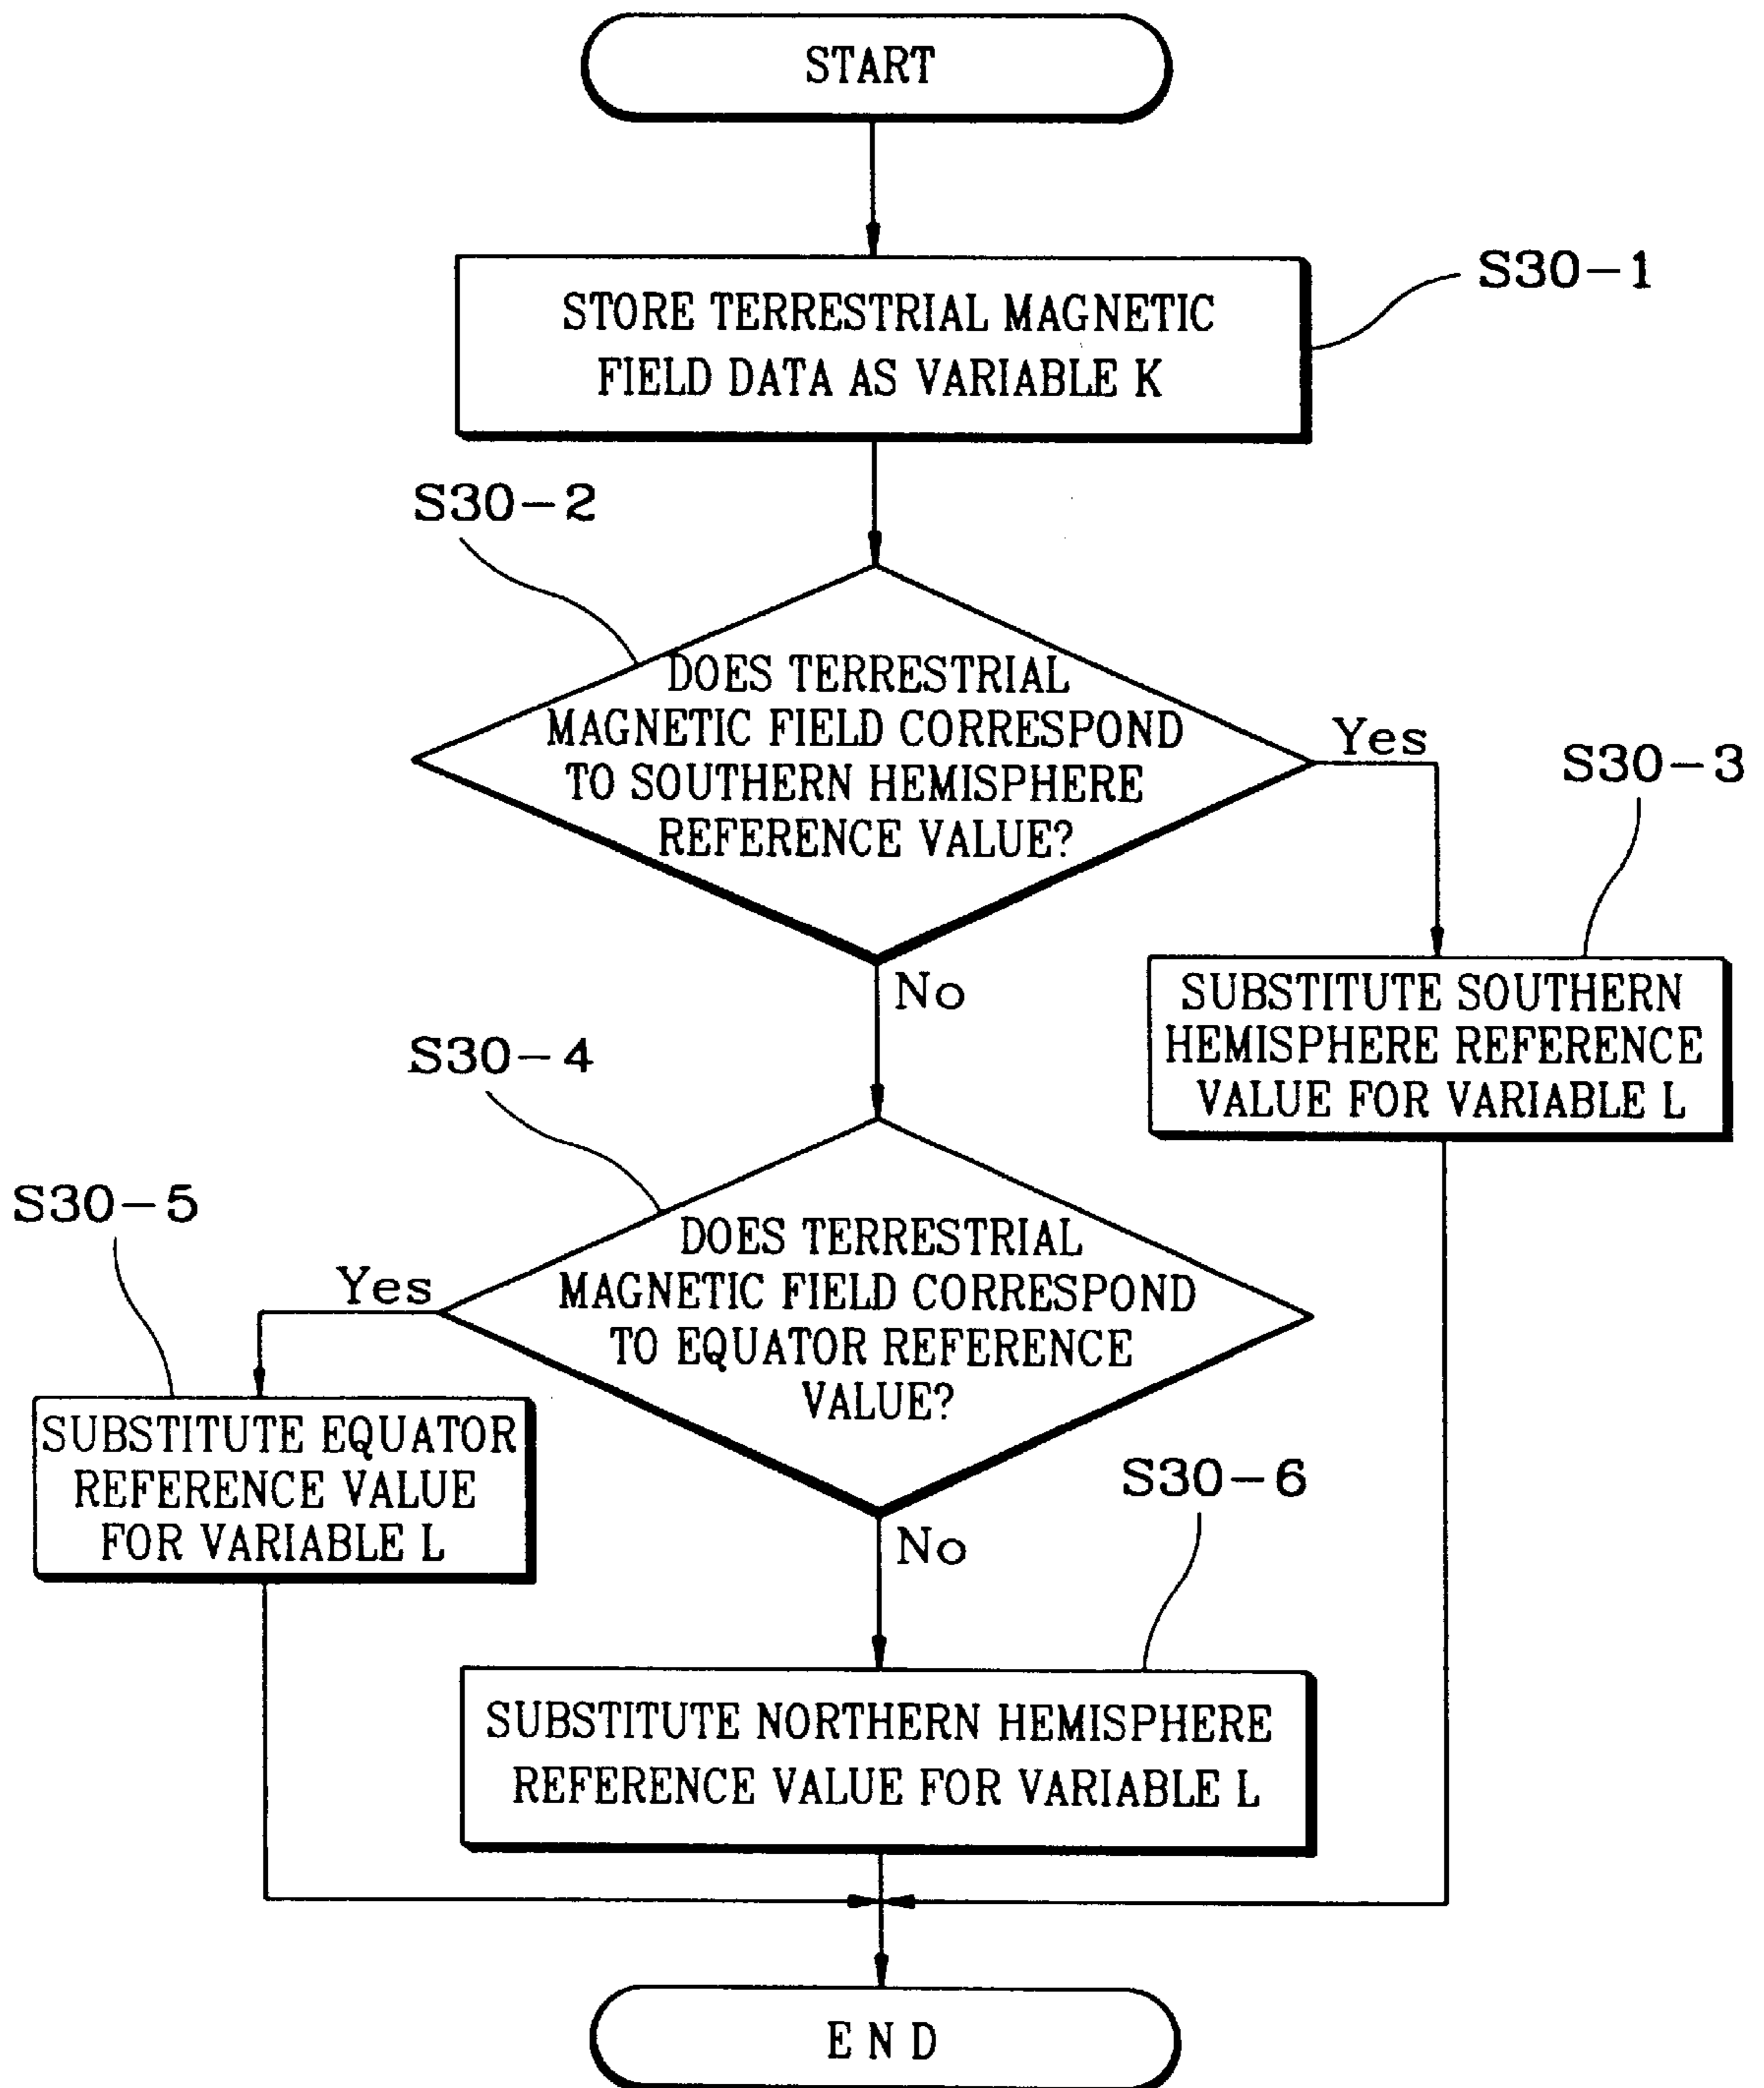 START
S30-1
STORE TERRESTRIAL MAGNETIC
FIELD DATA AS VARIABLE K
S30-2
DOES TERRESTRIAL
MAGNETIC FIELD CORRESPOND
TO SOUTHERN HEMISPHERE
REFERENCE VALUE?
Yes
S30-3
No
SUBSTITUTE SOUTHERN
HEMISPHERE REFERENCE
VALUE FOR VARIABLE L
S30-4
DOES TERRESTRIAL
MAGNETIC FIELD CORRESPOND
TO EQUATOR REFERENCE
VALUE?
S30-5
Yes
SUBSTITUTE EQUATOR
REFERENCE VALUE
FOR VARIABLE L
No
S30-6
SUBSTITUTE NORTHERN HEMISPHERE
REFERENCE VALUE FOR VARIABLE L
END